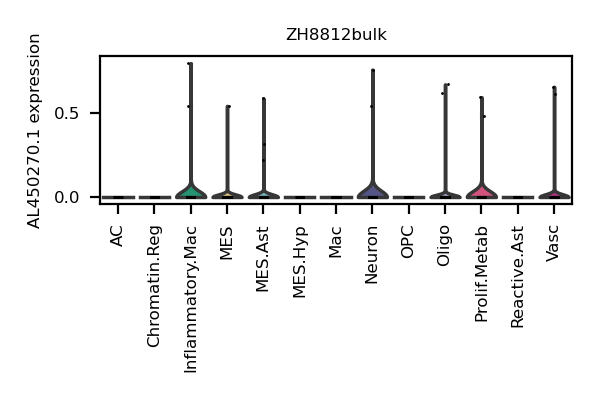 ZH8812bulk
AL450270.1 expression
0.5
0.0
AC
Chromatin.Reg
Inflammatory.Mac
MES
MES.Ast
MES.Hyp
Mac
Neuron
OPC
Oligo
Prolif.Metab
Reactive.Ast
Vasc